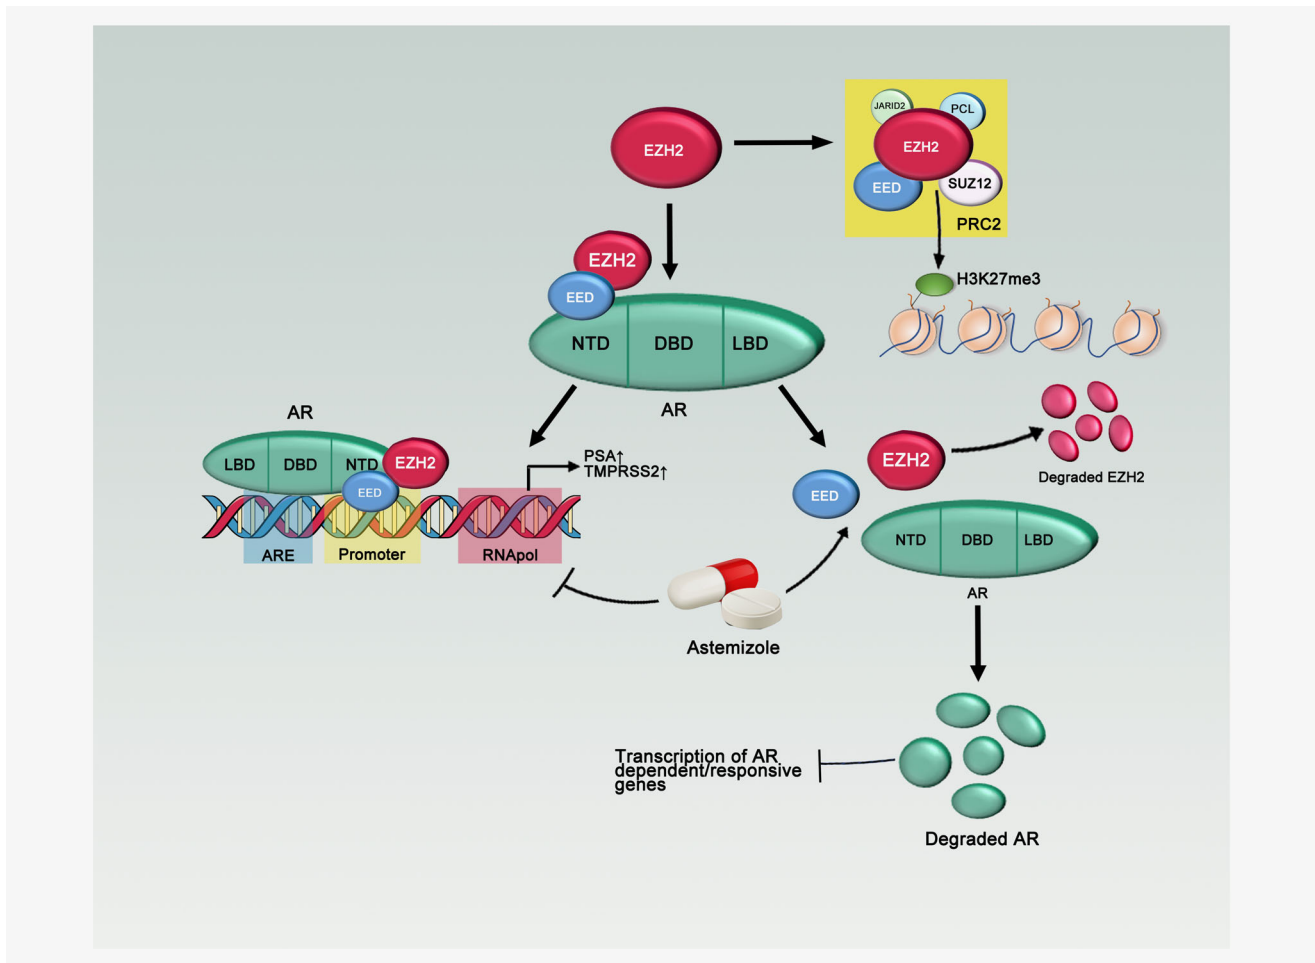 JARID2
PCL
EZH2
EZH2
EED
SUZ12
PRC2
EZH2
EED
H3K27me3
NTD
DBD
LBD
AR
AR
LBD
DBD
NTD
EZH2
EED
PSA↑
TMPRSS2↑
ARE
Promoter
RNApol
EZH2
Degraded EZH2
EED
NTD
DBD
LBD
AR
Astemizole
Transcription of AR
dependent/responsive
genes
Degraded AR